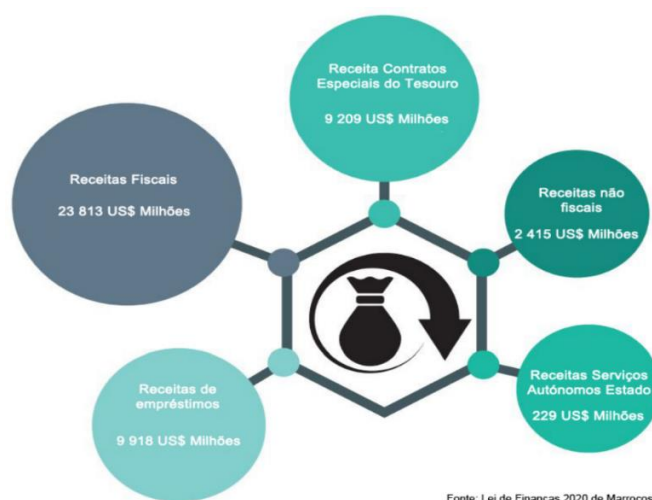 Receita Contratos
Especiais do Tesouro
9 209 US$ Milhões
Receitas Fiscais
23 813 US$ Milhões
Receitas não
fiscais
2 415 US$ Milhões
Receitas de
empréstimos
9 918 US$ Milhões
Receitas Serviços
Autónomos Estado
229 US$ Milhões
Fonte: Lei de Finanças 2020 de Marrocos